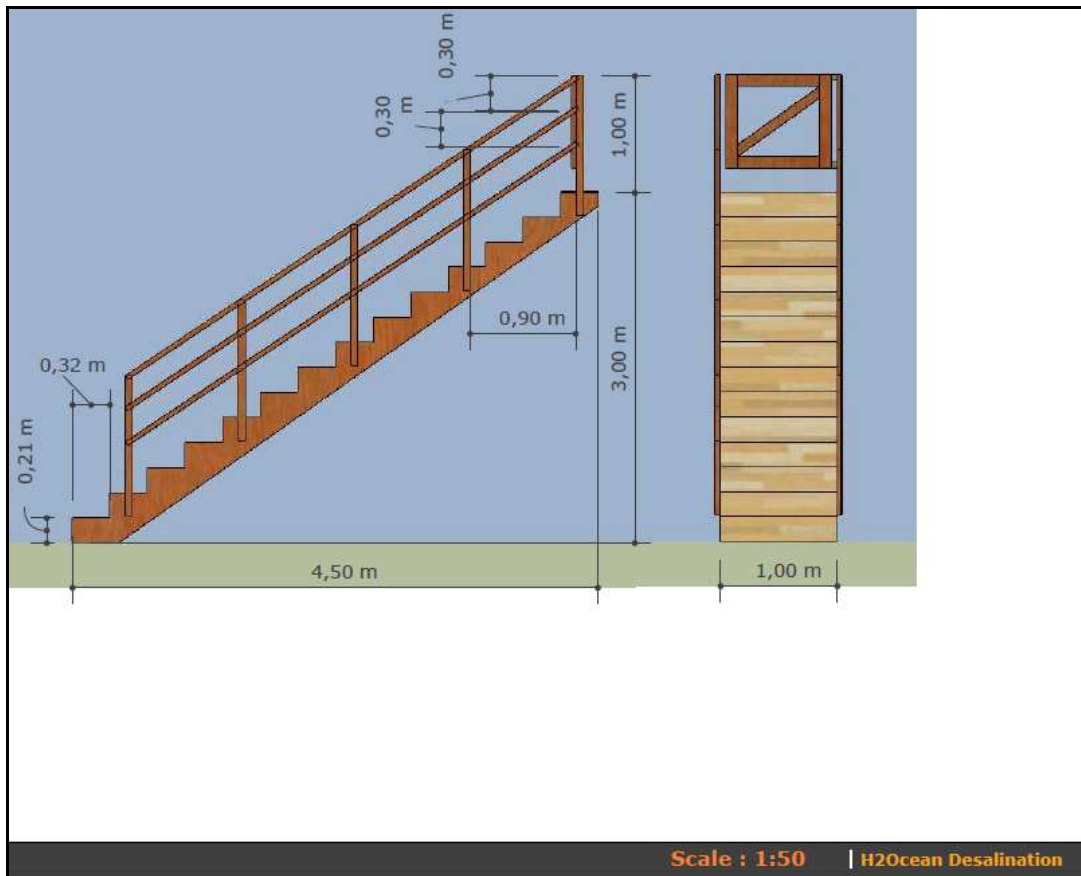 0,30 m
0,30
m
1,00 m
0,90 m
3,00 m
0,32 m
0,21 m
4,50 m
1,00 m
Scale : 1:50
H2Ocean Desalination